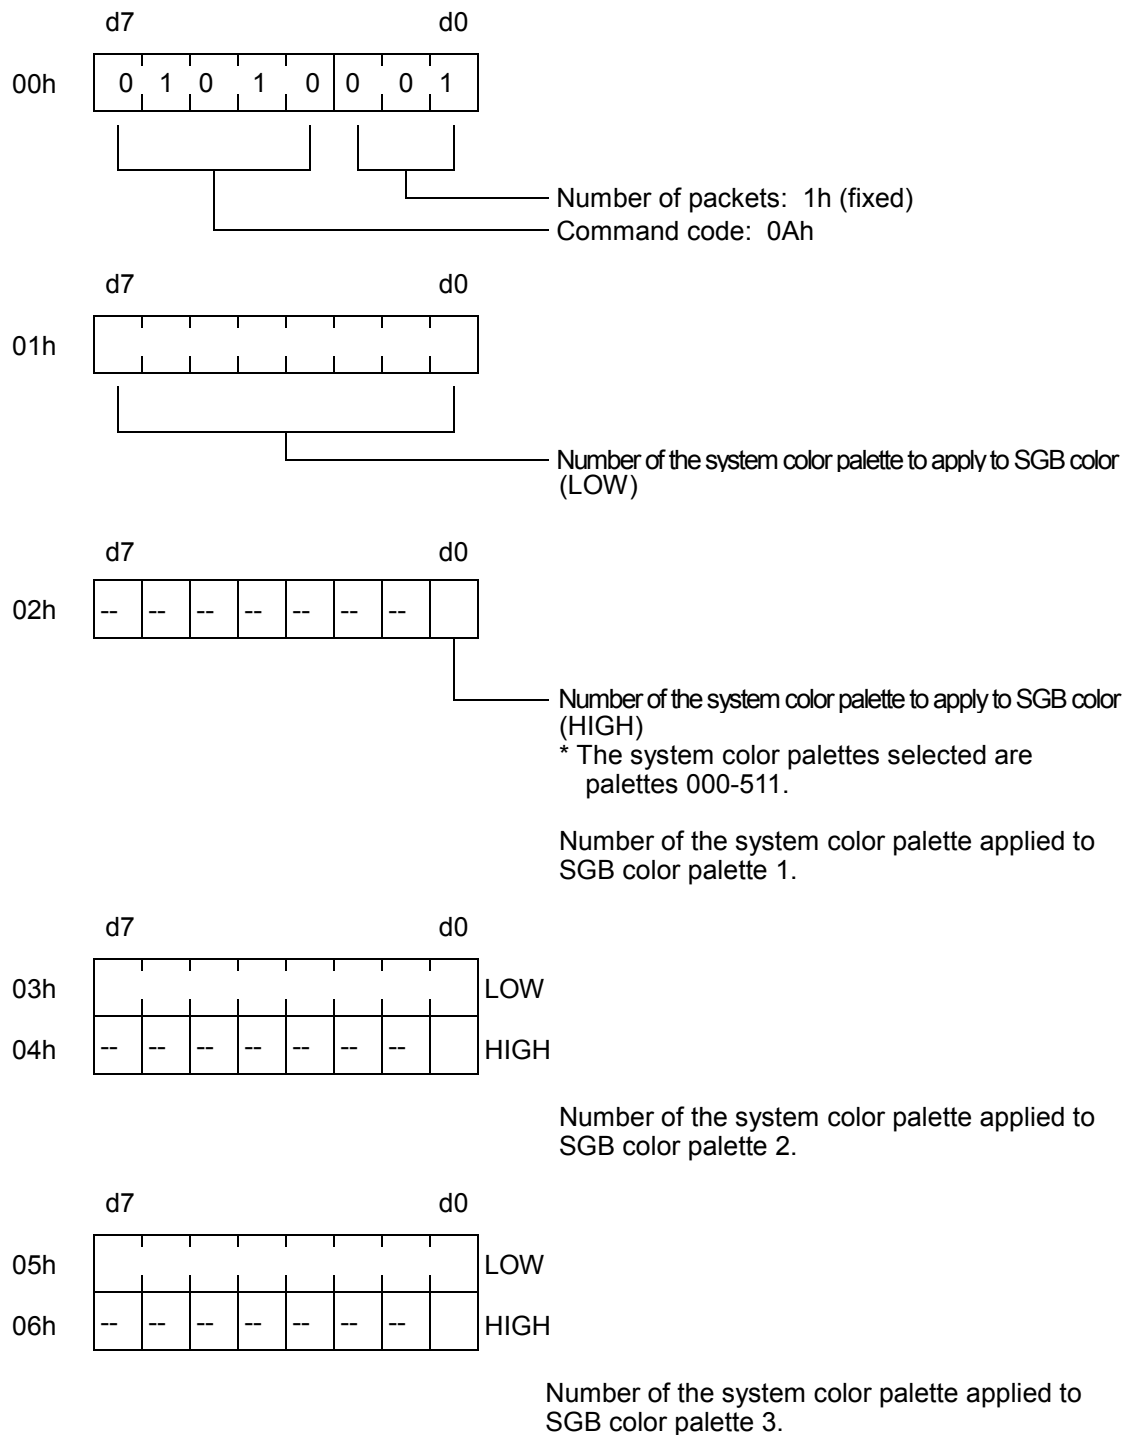 d7 d0
00h 0 1 0 1 0 0 0 1
Number of packets: 1h (fixed)
Command code: 0Ah
d7 d0
01h
Number of the system color palette to apply to SGB color
(LOW)
d7 d0
02h -- -- -- -- -- -- --
Number of the system color palette to apply to SGB color
(HIGH)
* The system color palettes selected are
palettes 000-511.
Number of the system color palette applied to
SGB color palette 1.
d7 d0
03h LOW
04h -- -- -- -- -- -- -- HIGH
Number of the system color palette applied to
SGB color palette 2.
d7 d0
05h LOW
06h -- -- -- -- -- -- -- HIGH
Number of the system color palette applied to
SGB color palette 3.